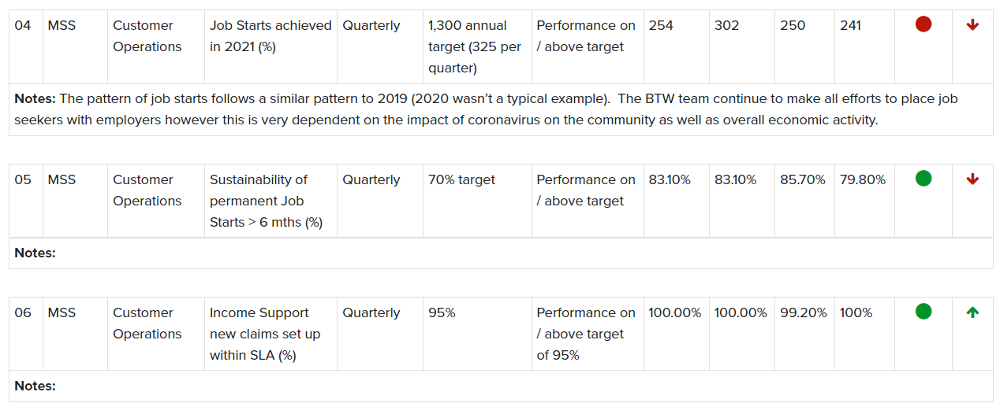 04 MSS Customer Operations Job Starts achieved in 2021 (%) Quarterly 1,300 annual target (325 per quarter) Performance on / above target 254 302 250 241
Notes: The pattern of job starts follows a similar pattern to 2019 (2020 wasn’t a typical example).  The BTW team continue to make all efforts to place job
seekers with employers however this is very dependent on the impact of coronavirus on the community as well as overall economic activity.
05 MSS Customer Operations Sustainability of permanent Job Starts > 6 mths (%) Quarterly 70% target Performance on / above target 83.10% 83.10% 85.70% 79.80%
Notes:
06 MSS Customer Operations Income Support new claims set up within SLA (%) Quarterly 95% Performance on / above target of 95% 100.00% 100.00% 99.20% 100%
Notes: